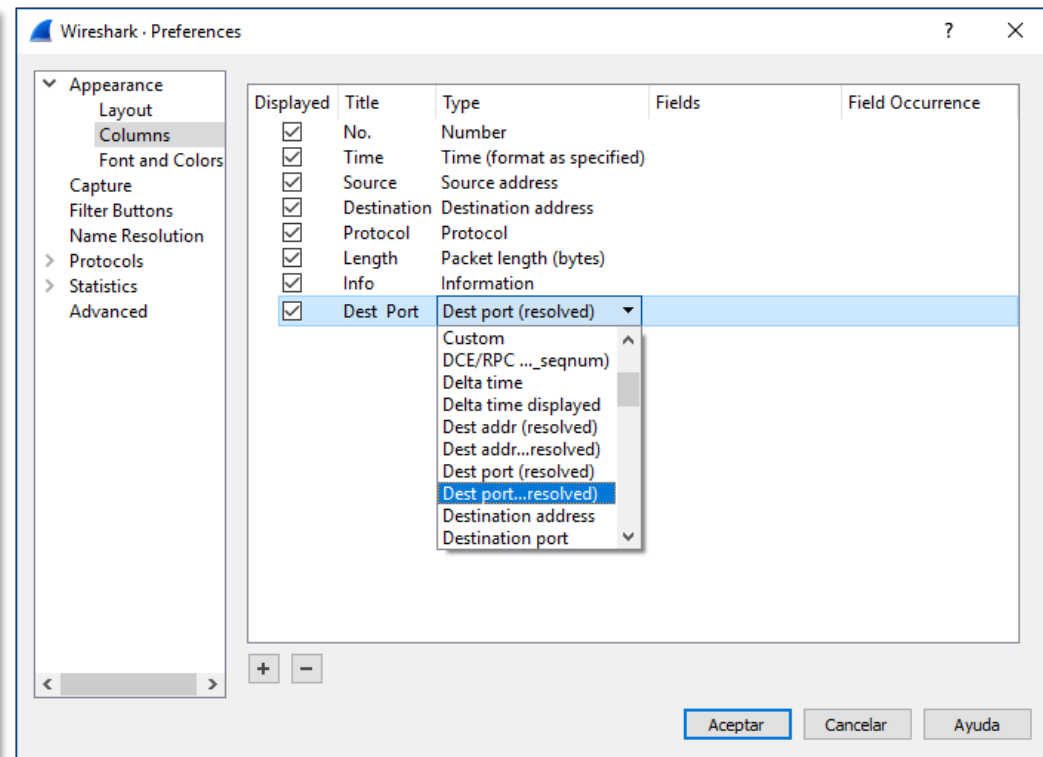 Wireshark · Preferences ? ×
Appearance
Layout
Columns
Font and Colors
Capture
Filter Buttons
Name Resolution
Protocols
Statistics
Advanced
Displayed Title Type Fields Field Occurrence
No. Number
Time Time (format as specified)
Source Source address
Destination Destination address
Protocol Protocol
Length Packet length (bytes)
Info Information
Dest Port Dest port (resolved)
Custom
DCE/RPC ..._seqnum)
Delta time
Delta time displayed
Dest addr (resolved)
Dest addr...resolved)
Dest port (resolved)
Dest port...resolved)
Destination address
Destination port
+ −
Aceptar Cancelar Ayuda